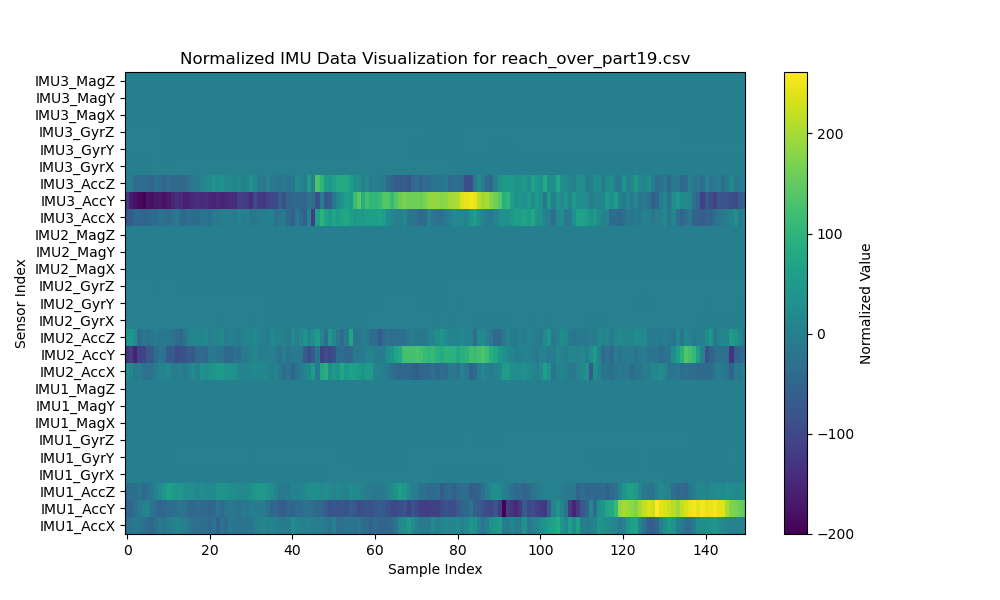 Normalized IMU Data Visualization for reach_over_part19.csv
IMU3_MagZ
IMU3_MagY
IMU3_MagX
IMU3_GyrZ
IMU3_GyrY
IMU3_GyrX
IMU3_AccZ
IMU3_AccY
IMU3_AccX
IMU2_MagZ
IMU2_MagY
IMU2_MagX
IMU2_GyrZ
IMU2_GyrY
IMU2_GyrX
IMU2_AccZ
IMU2_AccY
IMU2_AccX
IMU1_MagZ
IMU1_MagY
IMU1_MagX
IMU1_GyrZ
IMU1_GyrY
IMU1_GyrX
IMU1_AccZ
IMU1_AccY
IMU1_AccX
Sensor Index
0 20 40 60 80 100 120 140
Sample Index
200
100
0
−100
−200
Normalized Value